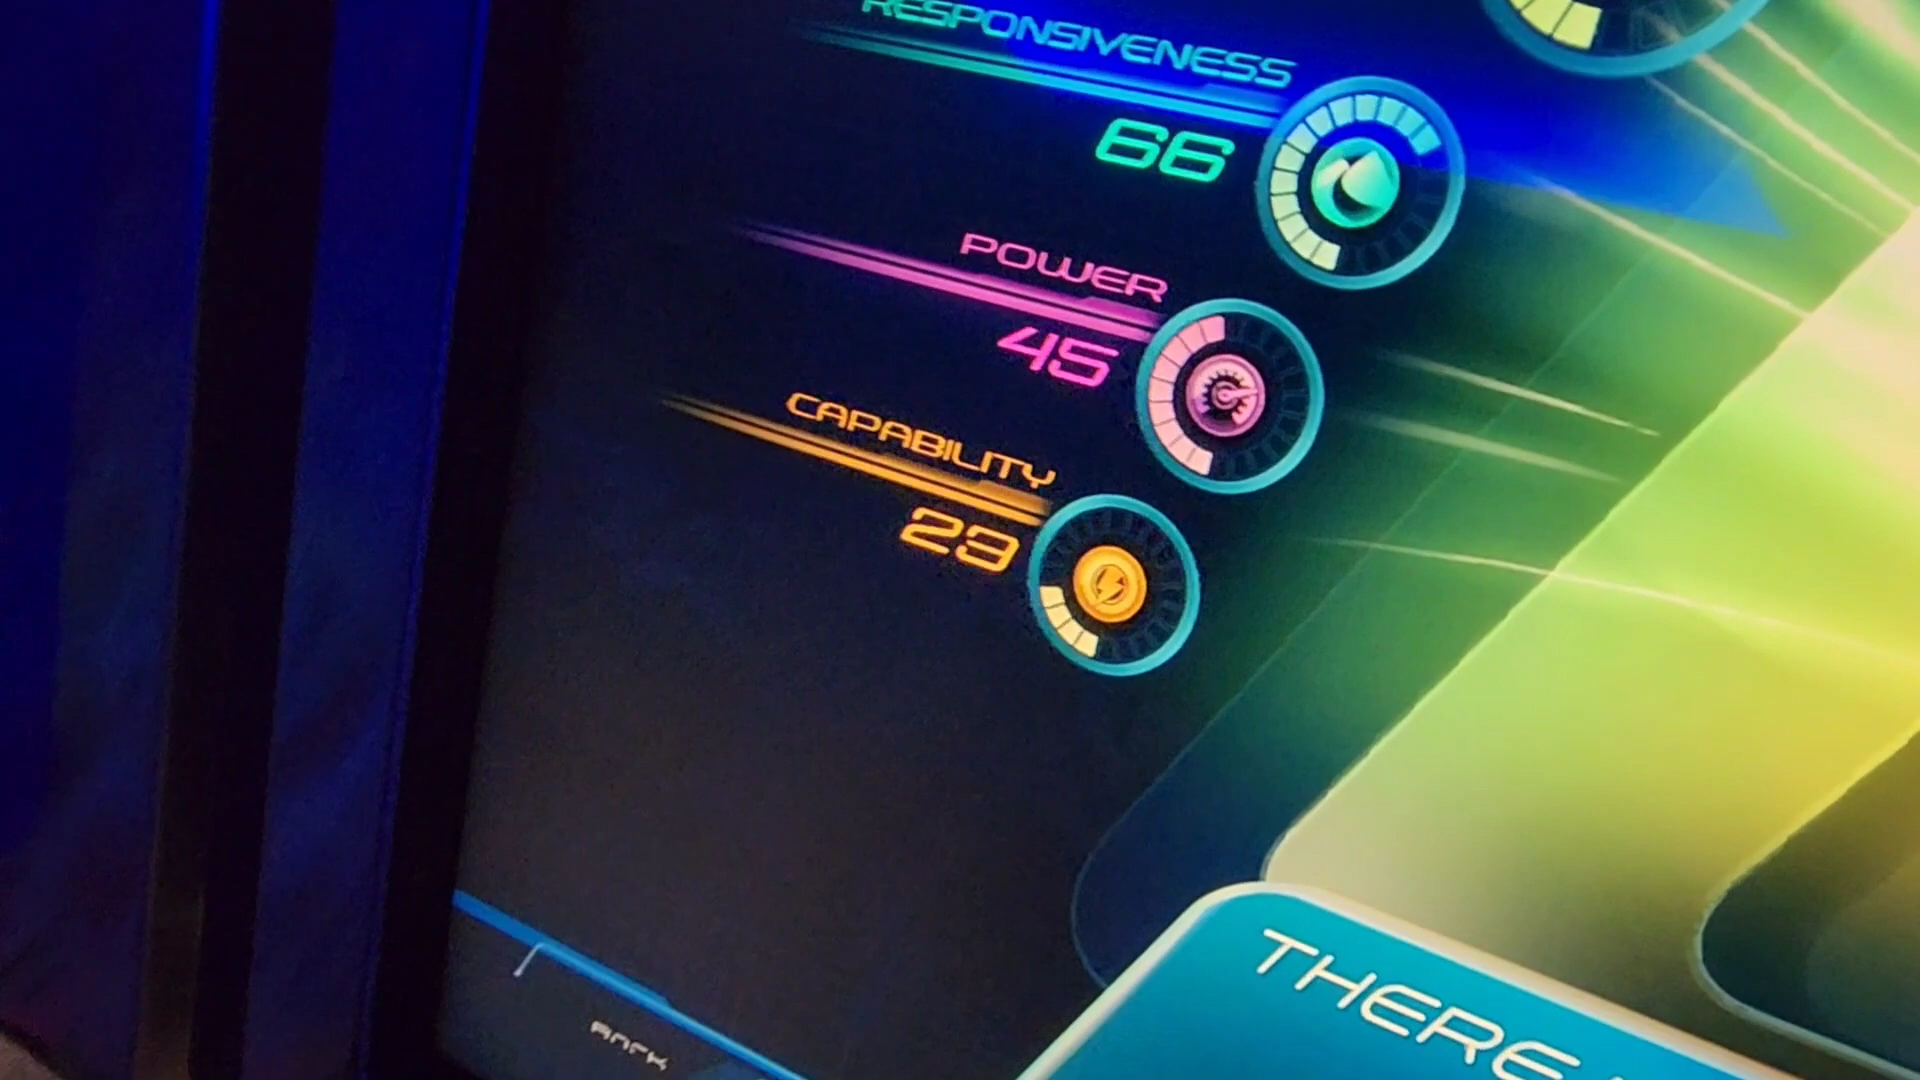 RESPONSIVENESS
66
POWER
45
CAPABILITY
23
THERE